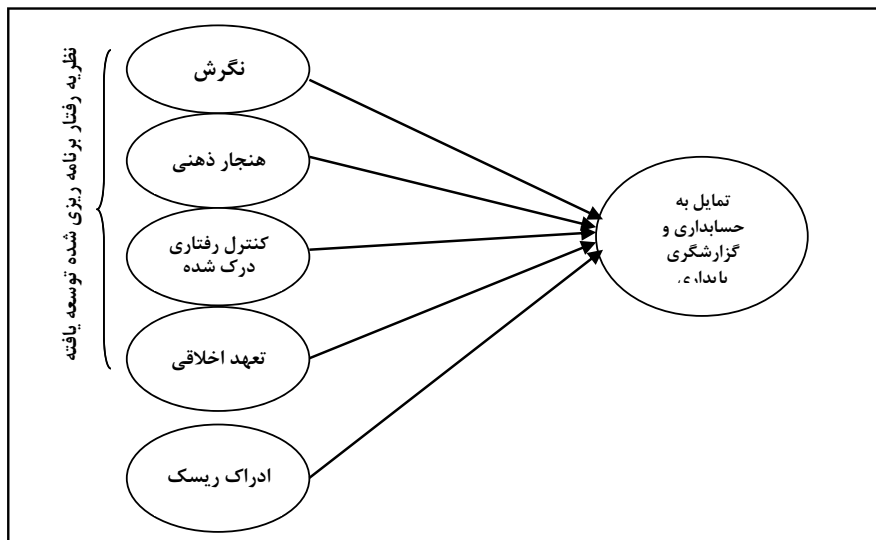 نظریه رفتار برنامه ریزی شده توسعه یافته
نگرش
هنجار ذهنی
کنترل رفتاری
درک شده
تعهد اخلاقی
ادراک ریسک
تمایل به
حسابداری و
گزارشگری
پایداری